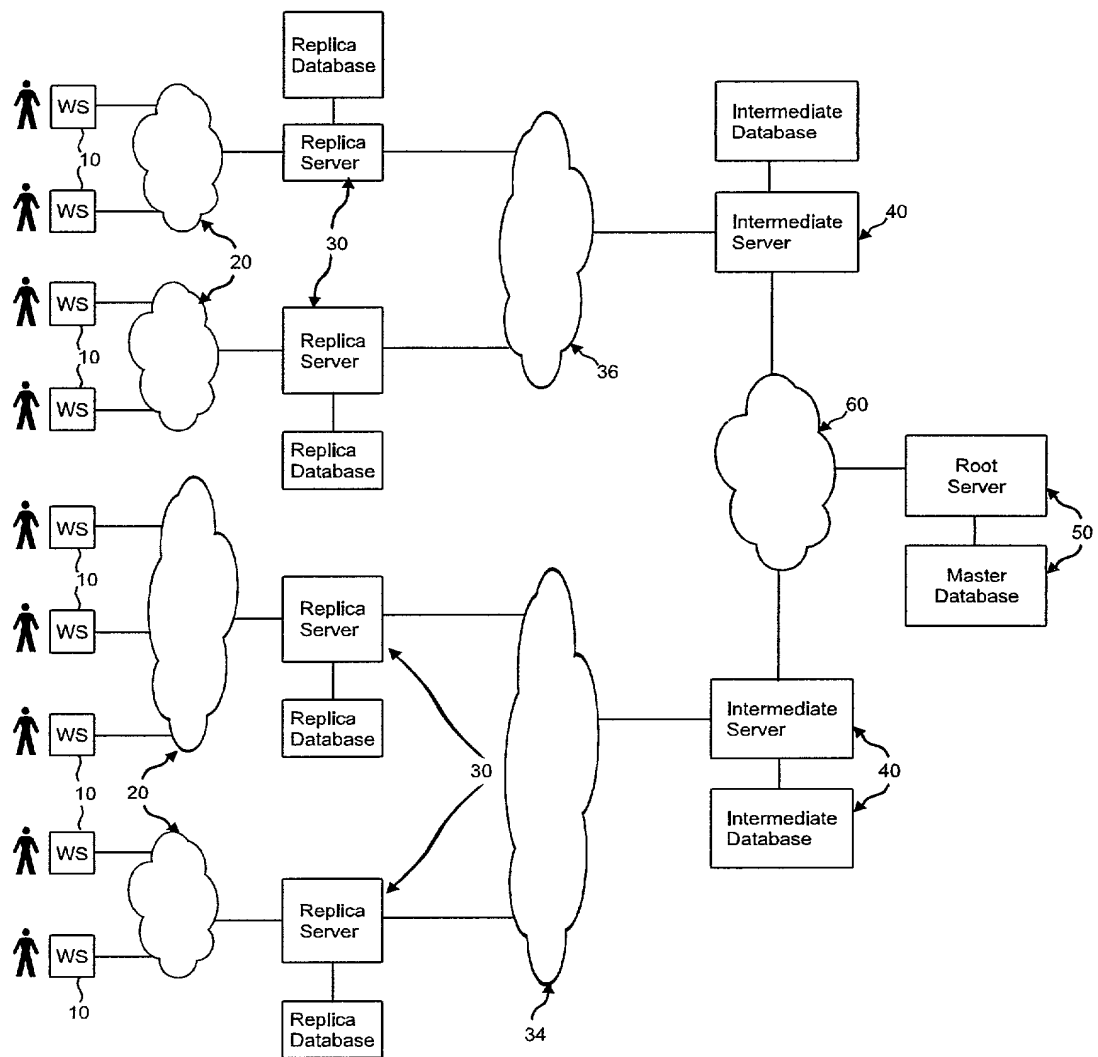 Replica
Database
WS
10
WS
Replica
Server
20
30
WS
10
WS
Replica
Server
Replica
Database
36
Intermediate
Database
Intermediate
Server
40
60
Root
Server
50
Master
Database
WS
10
WS
WS
10
WS
WS
10
20
Replica
Server
Replica
Database
30
Replica
Server
Replica
Database
34
Intermediate
Server
40
Intermediate
Database